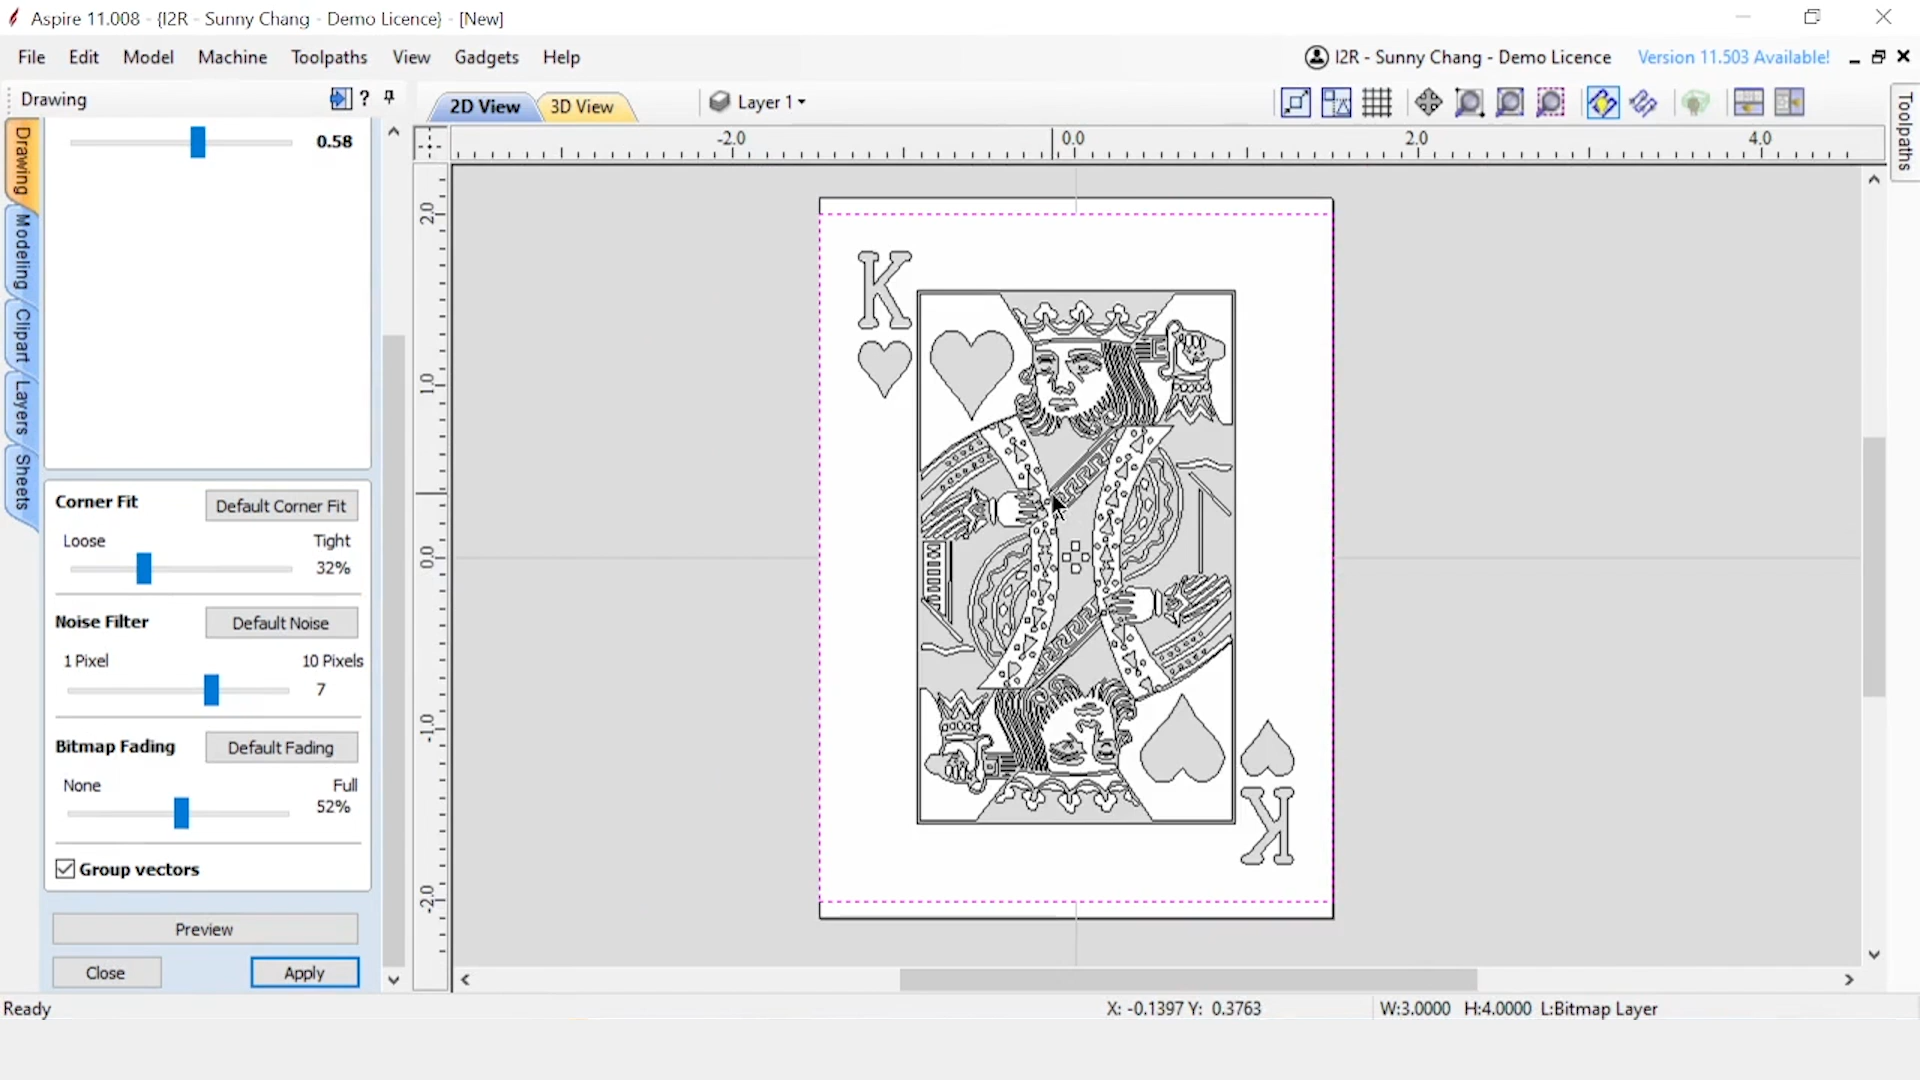 Aspire 11.008 - {I2R - Sunny Chang - Demo Licence} - [New]
File Edit Model Machine Toolpaths View Gadgets Help
I2R - Sunny Chang - Demo Licence Version 11.503 Available!
Drawing ?
2D View 3D View Layer 1
-2.0 0.0 2.0 4.0
Toolpaths
Drawing
Modeling
Clipart
Layers
Sheets
0.58
Corner Fit Default Corner Fit
Loose Tight
32%
Noise Filter Default Noise
1 Pixel 10 Pixels
7
Bitmap Fading Default Fading
None Full
52%
Group vectors
Preview
Close Apply
2.0
1.0
0.0
-1.0
-2.0
K
K
Ready X: -0.1397 Y: 0.3763 W:3.0000 H:4.0000 L:Bitmap Layer